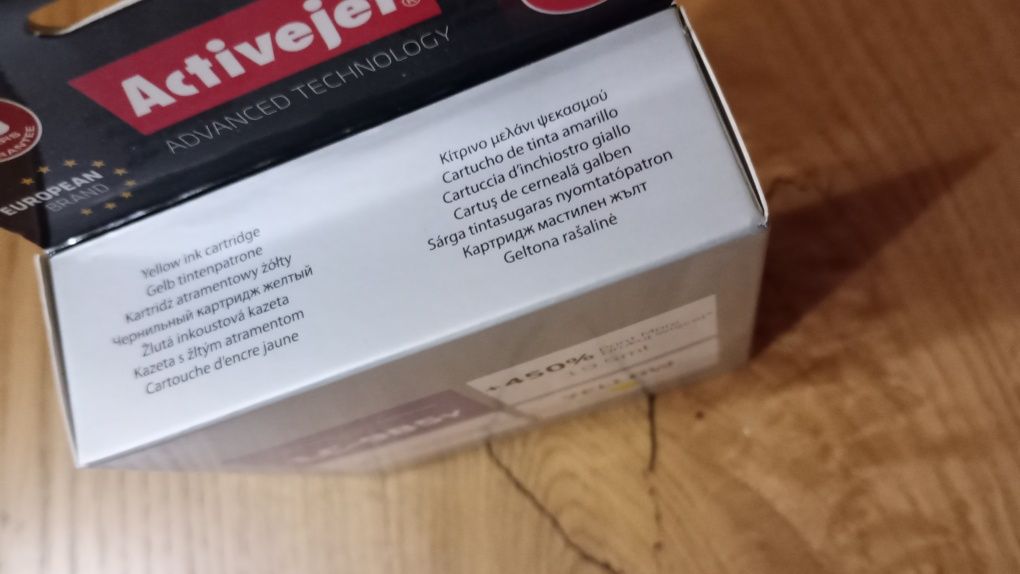 Activejet®
ADVANCED TECHNOLOGY
EUROPEAN
BRAND
Yellow ink cartridge
Gelb tintenpatrone
Kartridż atramentowy żółty
Чернильный картридж желтый
Žlutá inkoustová kazeta
Kazeta s žltým atramentom
Cartouche d'encre jaune
Κίτρινο μελάνι ψεκασμού
Cartucho de tinta amarillo
Cartuccia d'inchiostro giallo
Cartuş de cerneală galben
Sárga tintasugaras nyomtatópatron
Картридж мастилен жълт
Geltona rašalinė
+450%
YELLOW